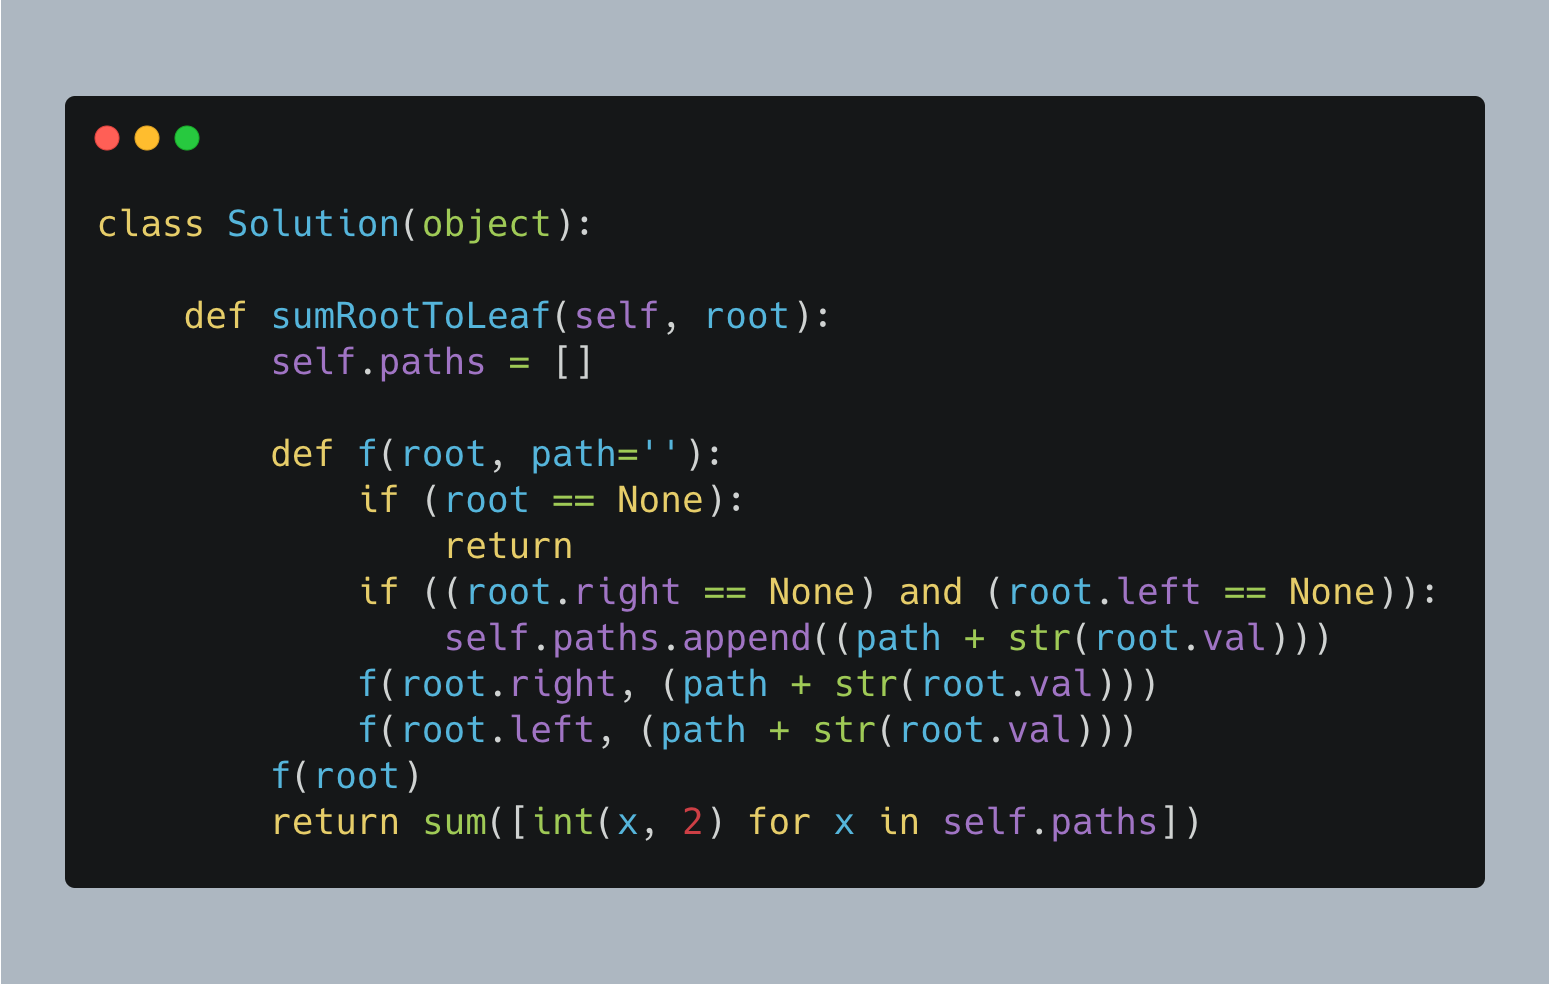 class Solution(object):

    def sumRootToLeaf(self, root):
        self.paths = []

        def f(root, path=''):
            if (root == None):
                return
            if ((root.right == None) and (root.left == None)):
                self.paths.append((path + str(root.val)))
            f(root.right, (path + str(root.val)))
            f(root.left, (path + str(root.val)))
        f(root)
        return sum([int(x, 2) for x in self.paths])